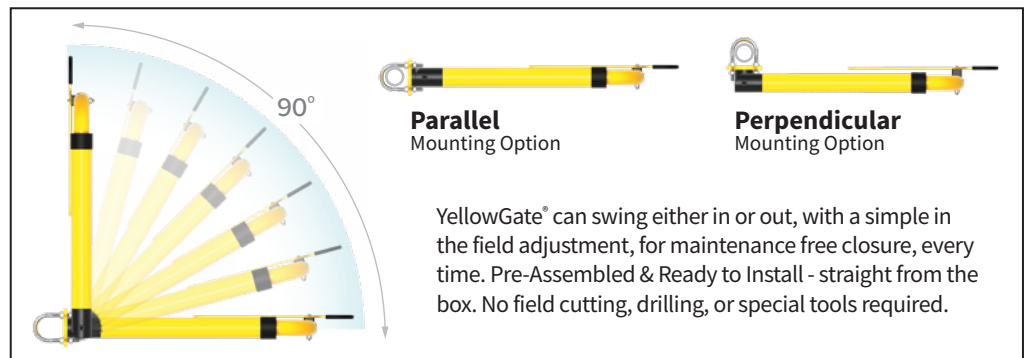 90°
Parallel
Mounting Option
Perpendicular
Mounting Option
YellowGate® can swing either in or out, with a simple in
the field adjustment, for maintenance free closure, every
time. Pre-Assembled & Ready to Install - straight from the
box. No field cutting, drilling, or special tools required.